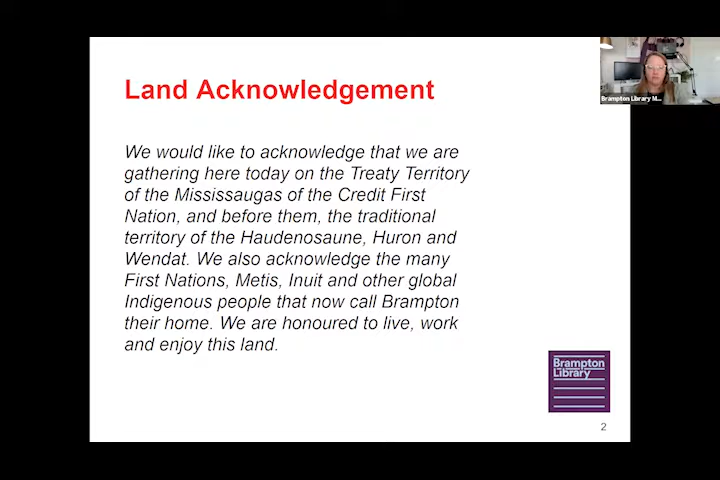 Land Acknowledgement
We would like to acknowledge that we are
gathering here today on the Treaty Territory
of the Mississaugas of the Credit First
Nation, and before them, the traditional
territory of the Haudenosaune, Huron and
Wendat. We also acknowledge the many
First Nations, Metis, Inuit and other global
Indigenous people that now call Brampton
their home. We are honoured to live, work
and enjoy this land.
Brampton Library M...
Brampton
Library
2